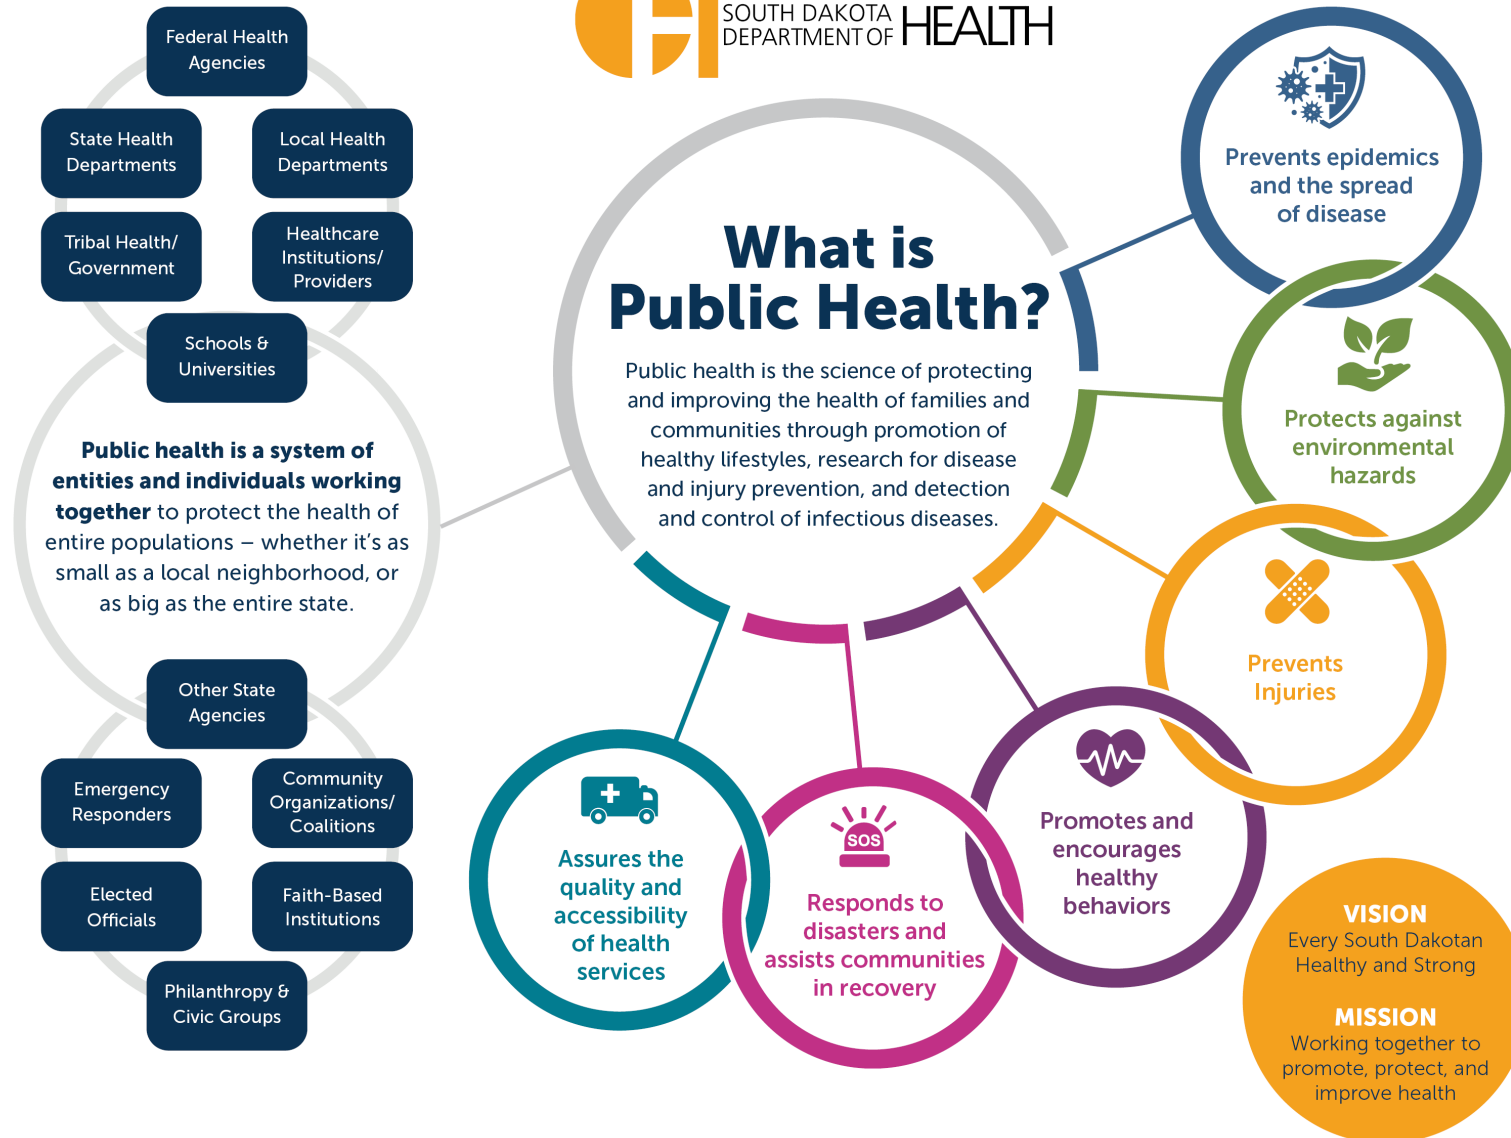 SOUTH DAKOTA
DEPARTMENT OF HEALTH
Federal Health
Agencies
State Health
Departments
Local Health
Departments
Tribal Health/
Government
Healthcare
Institutions/
Providers
Schools &
Universities
Public health is a system of
entities and individuals working
together to protect the health of
entire populations – whether it’s as
small as a local neighborhood, or
as big as the entire state.
Other State
Agencies
Emergency
Responders
Community
Organizations/
Coalitions
Elected
Officials
Faith-Based
Institutions
Philanthropy &
Civic Groups
What is
Public Health?
Public health is the science of protecting
and improving the health of families and
communities through promotion of
healthy lifestyles, research for disease
and injury prevention, and detection
and control of infectious diseases.
Prevents epidemics
and the spread
of disease
Protects against
environmental
hazards
Prevents
Injuries
Promotes and
encourages
healthy
behaviors
SOS
Responds to
disasters and
assists communities
in recovery
Assures the
quality and
accessibility
of health
services
VISION
Every South Dakotan
Healthy and Strong
MISSION
Working together to
promote, protect, and
improve health